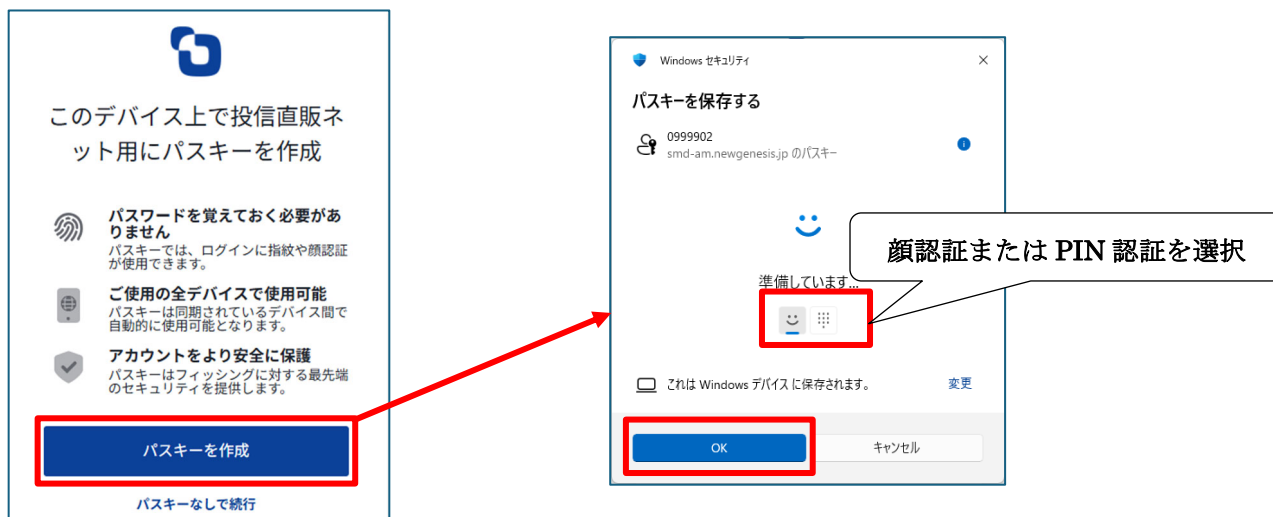 このデバイス上で投信直販ネ
ット用にパスキーを作成
パスワードを覚えておく必要があ
りません
パスキーでは、ログインに指紋や顔認証
が使用できます。
ご使用の全デバイスで使用可能
パスキーは同期されているデバイス間で
自動的に使用可能となります。
アカウントをより安全に保護
パスキーはフィッシングに対する最先端
のセキュリティを提供します。
パスキーを作成
パスキーなしで続行
Windows セキュリティ
パスキーを保存する
0999902
smd-am.newgenesis.jp のパスキー
準備しています...
顔認証または PIN 認証を選択
これは Windows デバイス に保存されます。
変更
OK
キャンセル